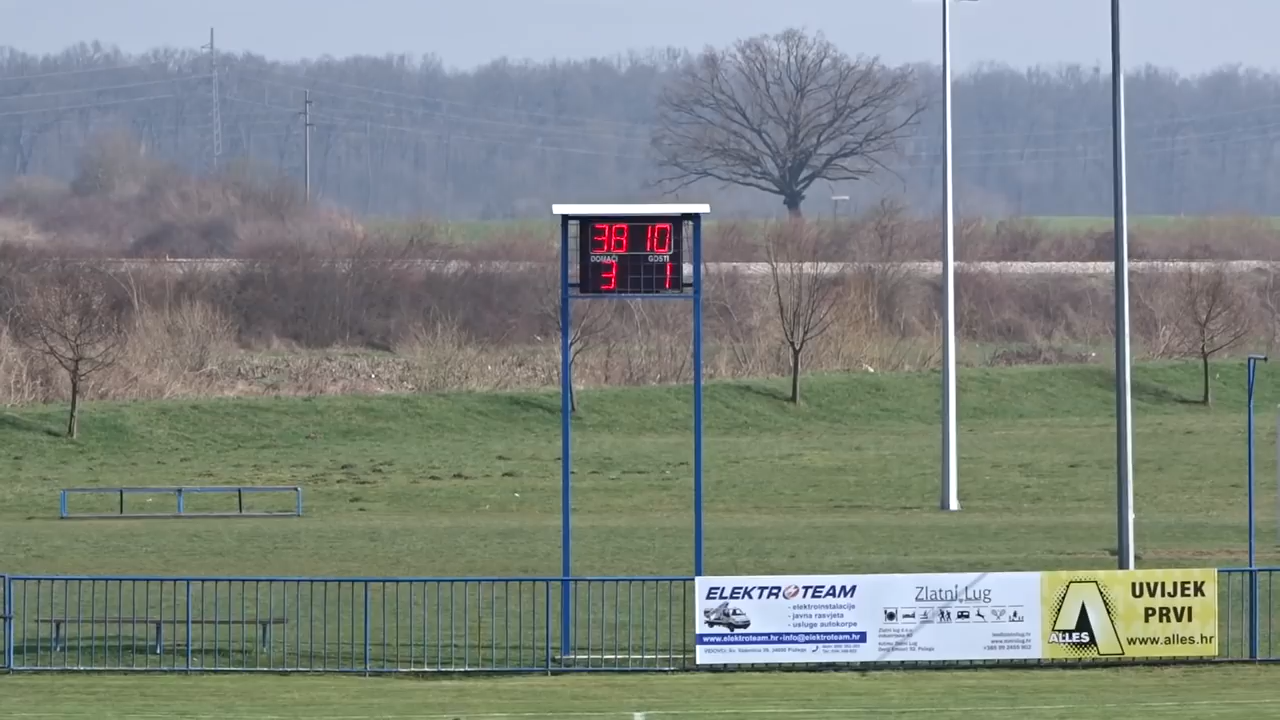 38 10
DOMAĆI GOSTI
3 1
ELEKTROTEAM
- elektroinstalacije
- javna rasvjeta
- usluge autokorpe
www.elektroteam.hr - info@elektroteam.hr
Zlatni Lug
ALLES
UVIJEK
PRVI
www.alles.hr